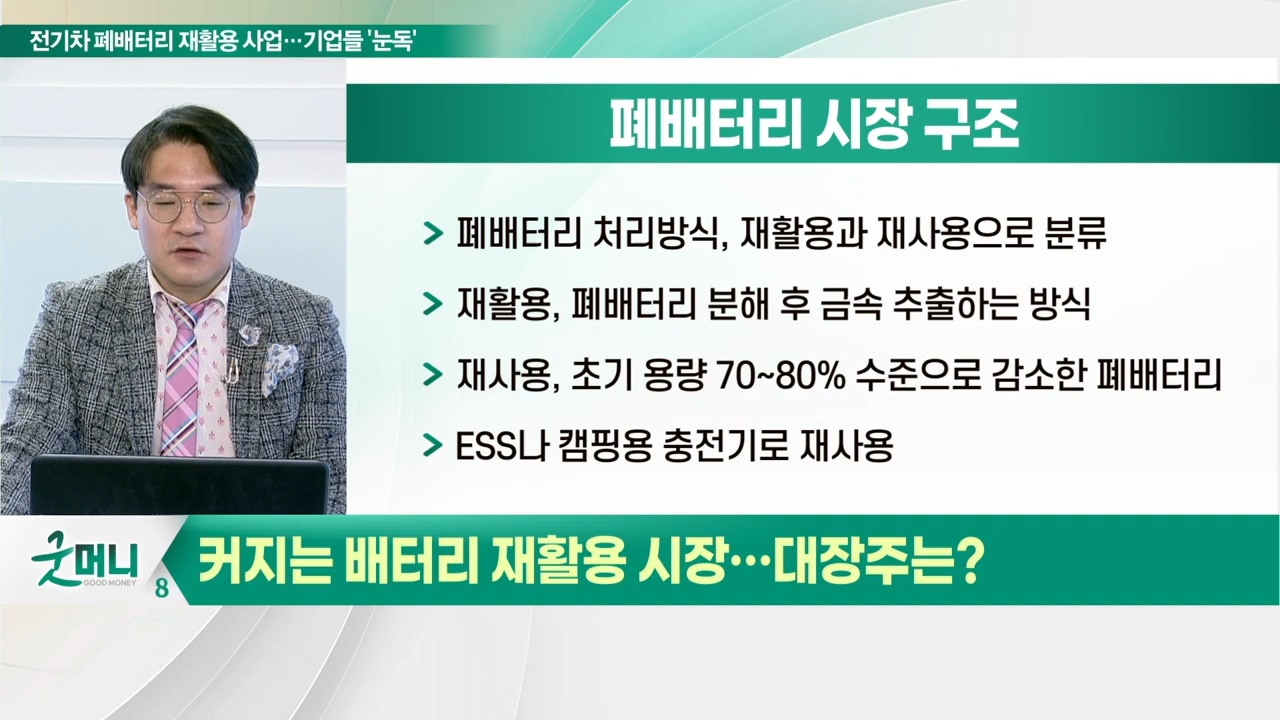 전기차 폐배터리 재활용 사업…기업들 '눈독'
폐배터리 시장 구조
> 폐배터리 처리방식, 재활용과 재사용으로 분류
> 재활용, 폐배터리 분해 후 금속 추출하는 방식
> 재사용, 초기 용량 70~80% 수준으로 감소한 폐배터리
> ESS나 캠핑용 충전기로 재사용
굿머니
GOOD MONEY
8
커지는 배터리 재활용 시장…대장주는?